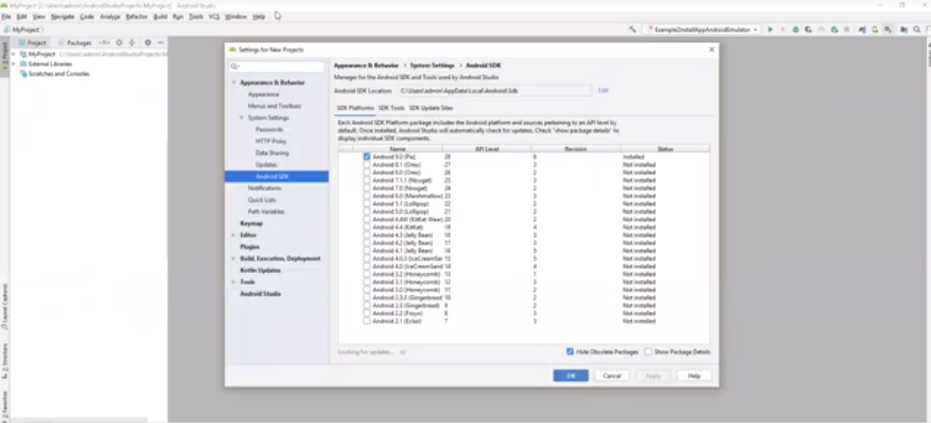 MyProject [C:\Users\admin\AndroidStudioProjects\MyProject] - Android Studio
File Edit View Navigate Code Analyze Refactor Build Run Tools VCS Window Help
MyProject
Example2InstallAppAndroidEmulator
Project Packages
MyProject C:\Users\admin\AndroidStudioProjects\M
External Libraries
Scratches and Consoles
1: Project
Layout Captures
Z: Structure
2: Favorites
Settings for New Projects
Appearance & Behavior
Appearance
Menus and Toolbars
System Settings
Passwords
HTTP Proxy
Data Sharing
Updates
Android SDK
Notifications
Quick Lists
Path Variables
Keymap
Editor
Plugins
Build, Execution, Deployment
Kotlin Updates
Tools
Android Studio
Appearance & Behavior › System Settings › Android SDK
Manager for the Android SDK and Tools used by Android Studio
Android SDK Location: C:\Users\admin\AppData\Local\Android\Sdk Edit
SDK Platforms SDK Tools SDK Update Sites
Each Android SDK Platform package includes the Android platform and sources pertaining to an API level by
default. Once installed, Android Studio will automatically check for updates. Check "show package details" to
display individual SDK components.
Name API Level Revision Status
Android 9.0 (Pie) 28 6 Installed
Android 8.1 (Oreo) 27 3 Not installed
Android 8.0 (Oreo) 26 2 Not installed
Android 7.1.1 (Nougat) 25 3 Not installed
Android 7.0 (Nougat) 24 2 Not installed
Android 6.0 (Marshmallow) 23 3 Not installed
Android 5.1 (Lollipop) 22 2 Not installed
Android 5.0 (Lollipop) 21 2 Not installed
Android 4.4W (KitKat Wear) 20 2 Not installed
Android 4.4 (KitKat) 19 4 Not installed
Android 4.3 (Jelly Bean) 18 3 Not installed
Android 4.2 (Jelly Bean) 17 3 Not installed
Android 4.1 (Jelly Bean) 16 5 Not installed
Android 4.0.3 (IceCreamSan 15 5 Not installed
Android 4.0 (IceCreamSand 14 4 Not installed
Android 3.2 (Honeycomb) 13 1 Not installed
Android 3.1 (Honeycomb) 12 3 Not installed
Android 3.0 (Honeycomb) 11 2 Not installed
Android 2.3.3 (Gingerbread) 10 2 Not installed
Android 2.3 (Gingerbread) 9 2 Not installed
Android 2.2 (Froyo) 8 3 Not installed
Android 2.1 (Eclair) 7 3 Not installed
Looking for updates...
Hide Obsolete Packages Show Package Details
OK Cancel Apply Help